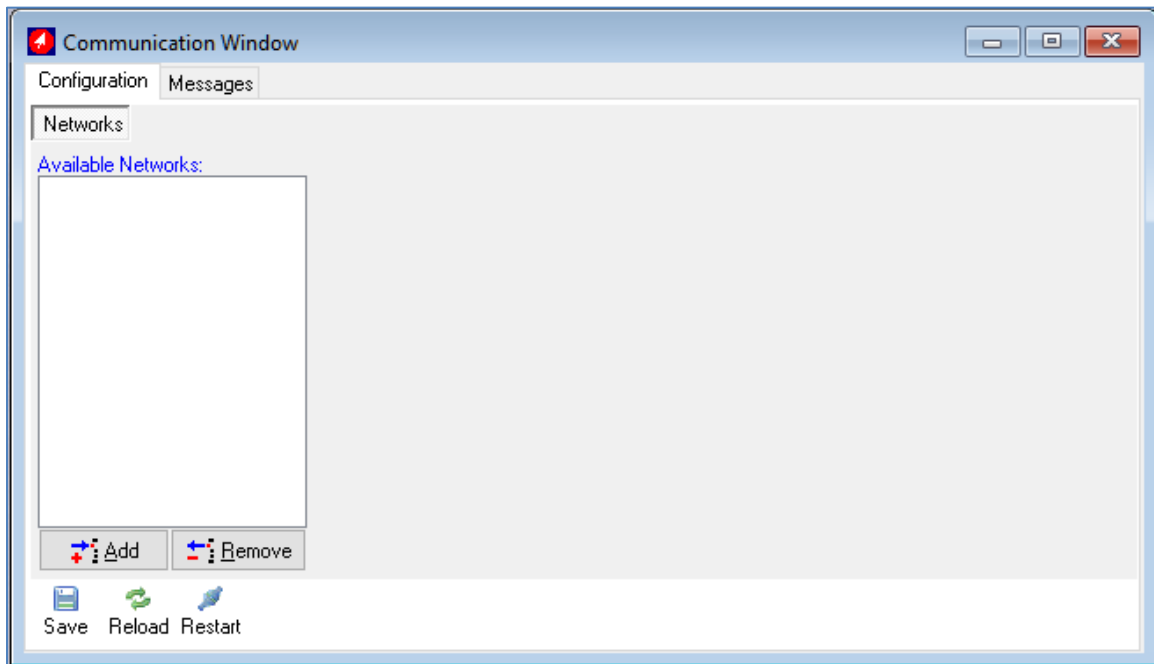 Communication Window
Configuration Messages
Networks
Available Networks:
Add Remove
Save Reload Restart